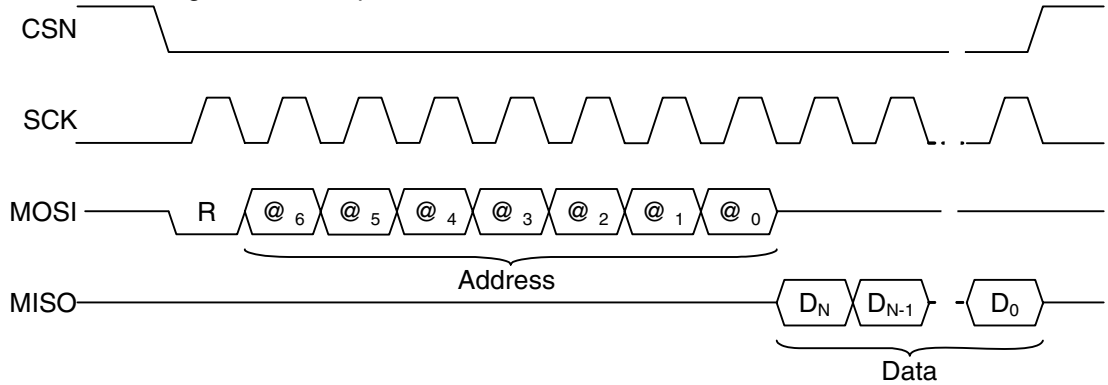 CSN
SCK
MOSI R @ 6 @ 5 @ 4 @ 3 @ 2 @ 1 @ 0
Address
MISO DN DN-1 D0
Data